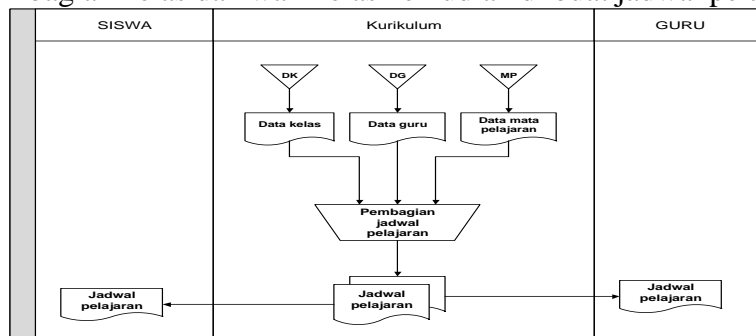 SISWA
Kurikulum
GURU
DK
DG
MP
Data kelas
Data guru
Data mata
pelajaran
Pembagian
jadwal
pelajaran
Jadwal
pelajaran
Jadwal
pelajaran
Jadwal
pelajaran